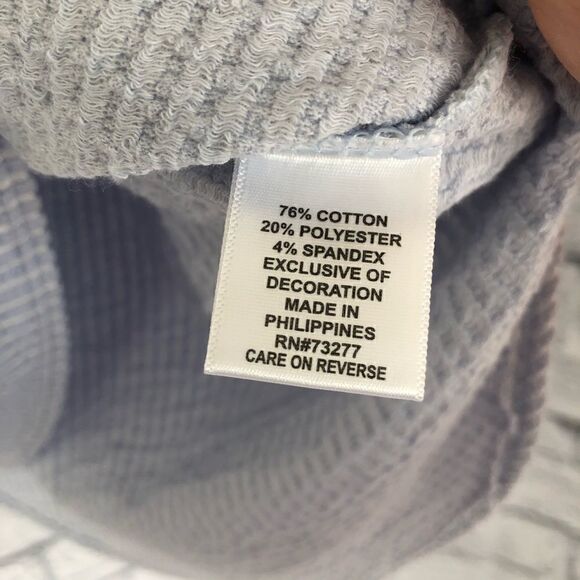 76% COTTON
20% POLYESTER
4% SPANDEX
EXCLUSIVE OF
DECORATION
MADE IN
PHILIPPINES
RN#73277
CARE ON REVERSE